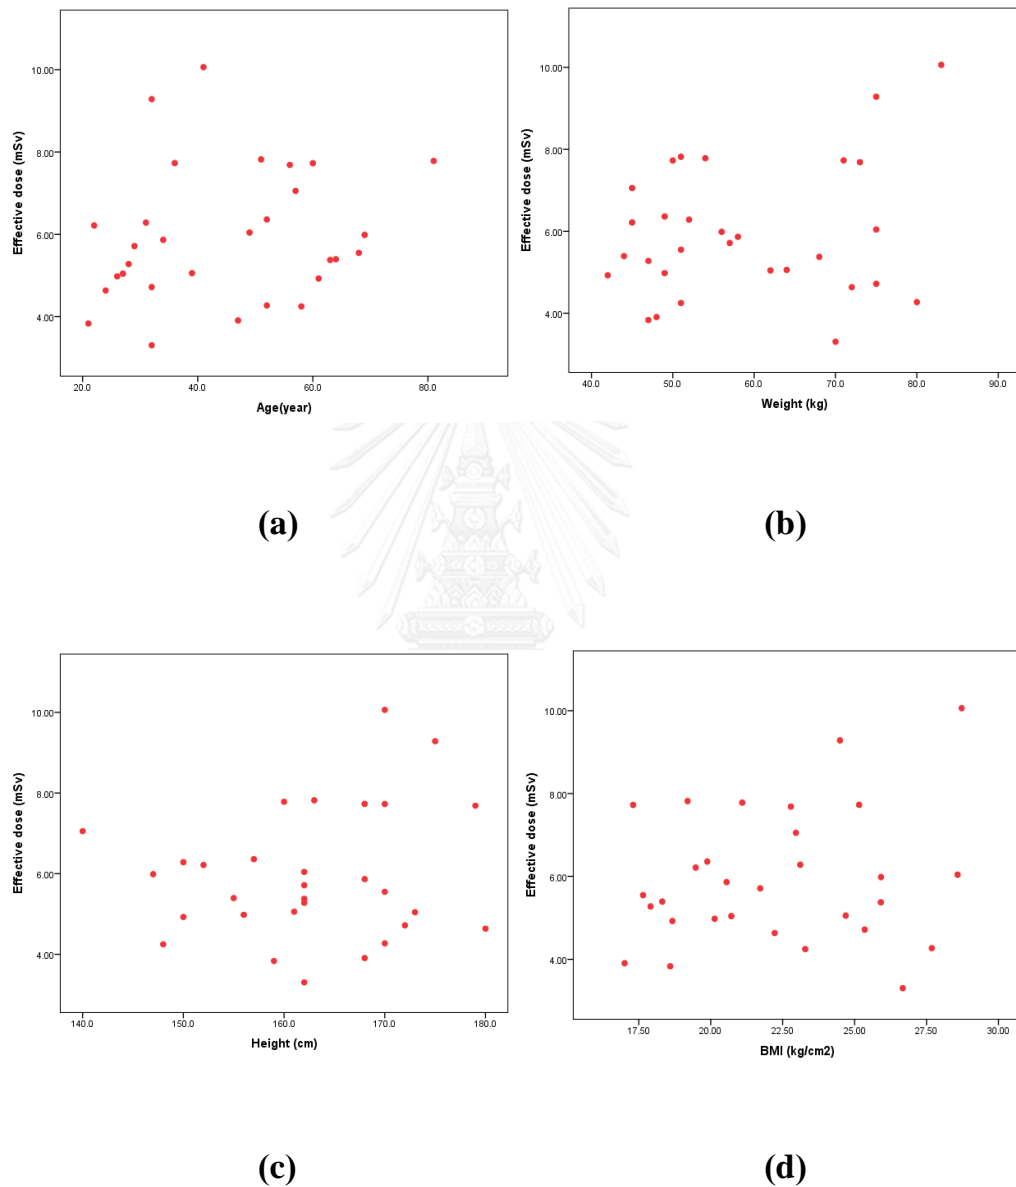 10.00
8.00
6.00
4.00
Effective dose (mSv)
20.0 40.0 60.0 80.0
Age(year)
(a)
10.00
8.00
6.00
4.00
Effective dose (mSv)
40.0 50.0 60.0 70.0 80.0 90.0
Weight (kg)
(b)
10.00
8.00
6.00
4.00
Effective dose (mSv)
140.0 150.0 160.0 170.0 180.0
Height (cm)
(c)
10.00
8.00
6.00
4.00
Effective dose (mSv)
17.50 20.00 22.50 25.00 27.50 30.00
BMI (kg/cm2)
(d)